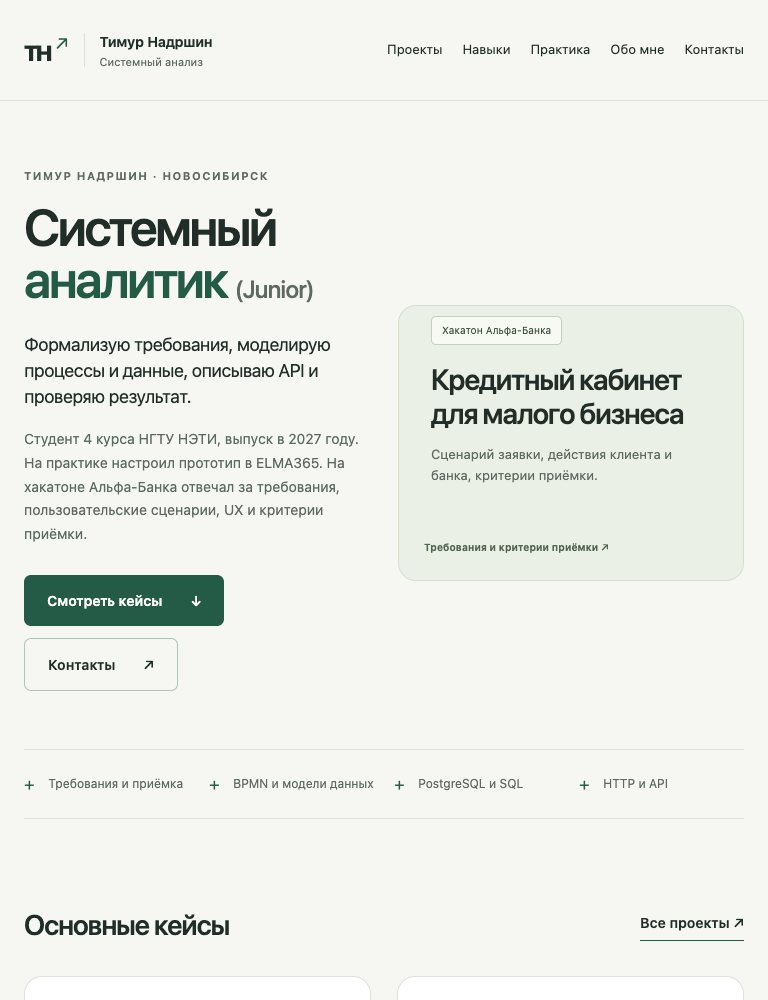 ТН
Тимур Надршин
Системный анализ
Проекты Навыки Практика Обо мне Контакты
ТИМУР НАДРШИН · НОВОСИБИРСК
Системный
аналитик (Junior)
Формализую требования, моделирую
процессы и данные, описываю API и
проверяю результат.
Студент 4 курса НГТУ НЭТИ, выпуск в 2027 году.
На практике настроил прототип в ELMA365. На
хакатоне Альфа-Банка отвечал за требования,
пользовательские сценарии, UX и критерии
приёмки.
Смотреть кейсы ↓
Контакты ↗
Хакатон Альфа-Банка
Кредитный кабинет
для малого бизнеса
Сценарий заявки, действия клиента и
банка, критерии приёмки.
Требования и критерии приёмки ↗
+ Требования и приёмка + BPMN и модели данных + PostgreSQL и SQL + HTTP и API
Основные кейсы
Все проекты ↗